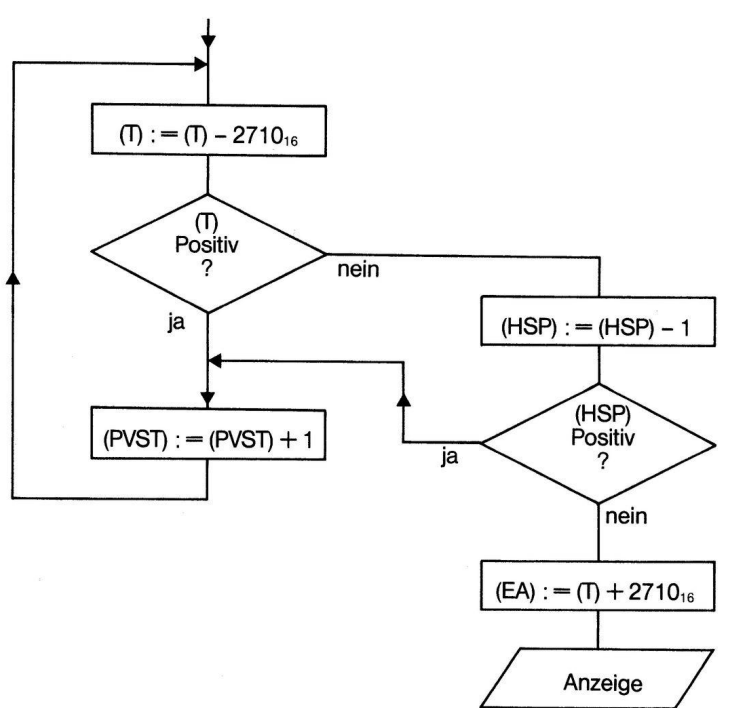 (T) : = (T) – 2710₁₆
(T)
Positiv
?
nein
ja
(HSP) : = (HSP) – 1
(HSP)
Positiv
?
ja
nein
(PVST) : = (PVST) + 1
(EA) : = (T) + 2710₁₆
Anzeige